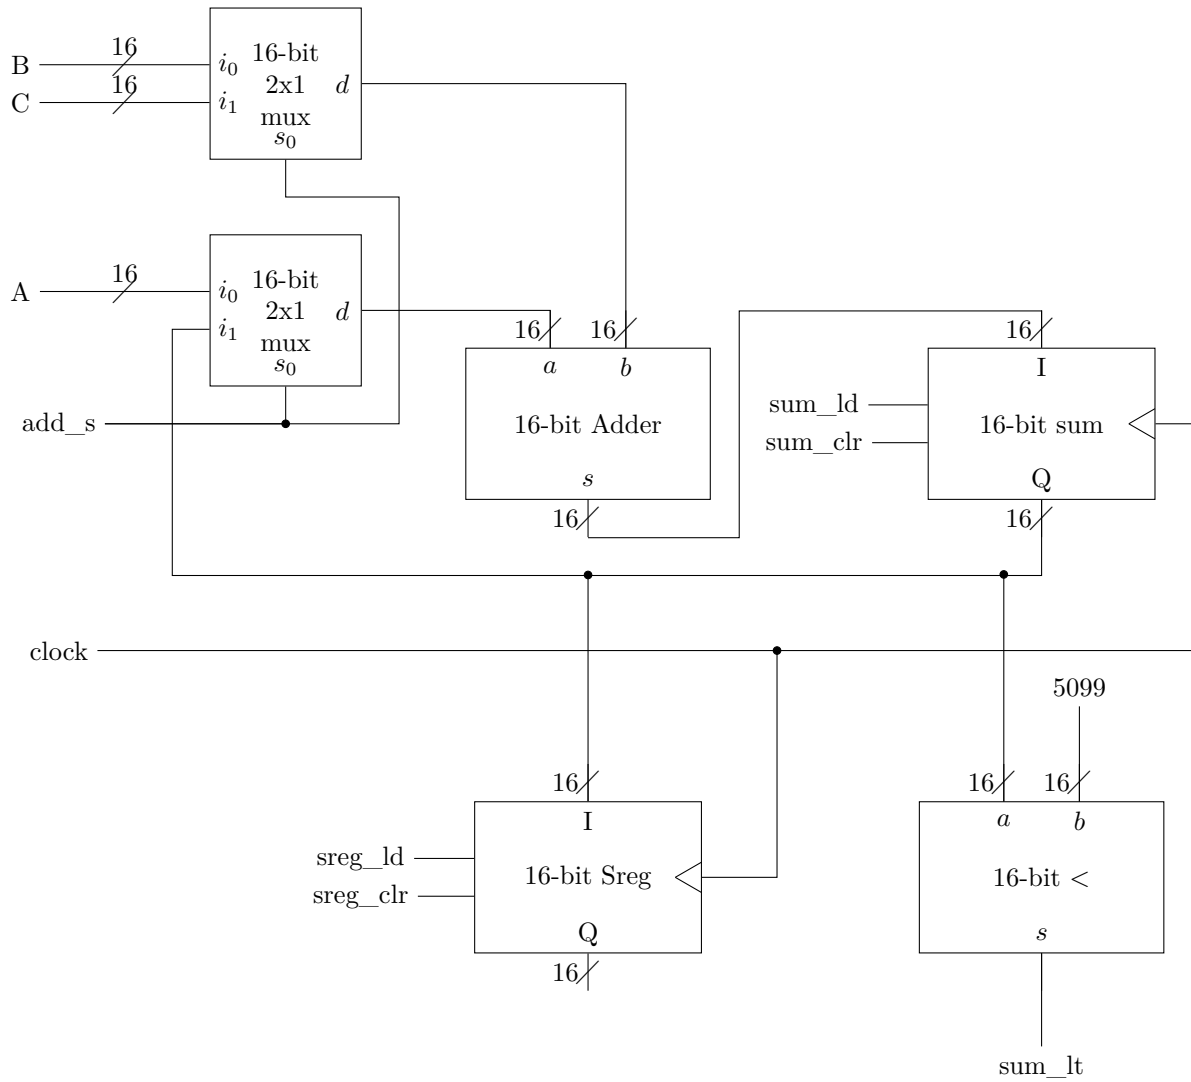 B
16
C
16
i0
i1
16-bit
2x1
mux
s0
d
A
16
i0
i1
16-bit
2x1
mux
s0
d
add_s
16
16
a
b
16-bit Adder
s
16
16
I
sum_ld
sum_clr
16-bit sum
Q
16
clock
5099
16
I
sreg_ld
sreg_clr
16-bit Sreg
Q
16
16
16
a
b
16-bit <
s
sum_lt